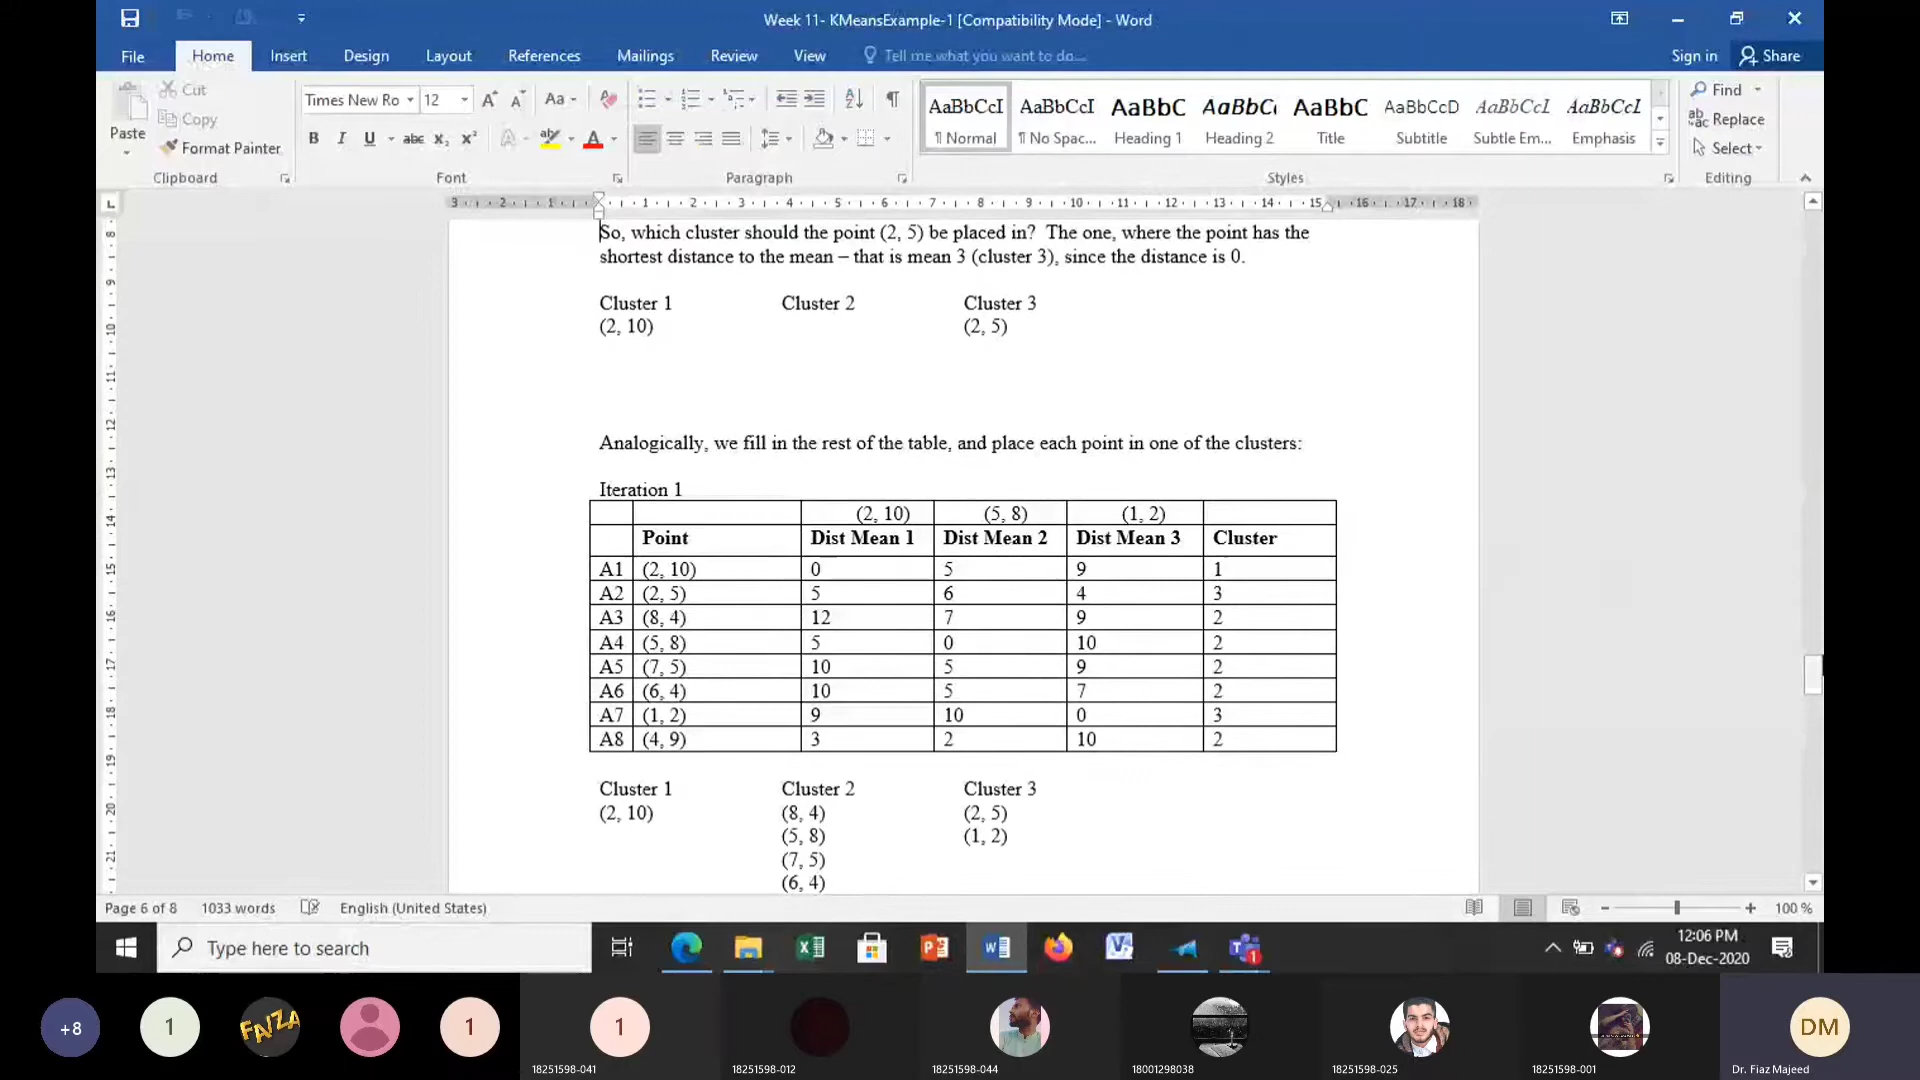 Week 11- KMeansExample-1 [Compatibility Mode] - Word
File Home Insert Design Layout References Mailings Review View Tell me what you want to do... Sign in Share
Paste Cut Copy Format Painter
Times New Ro 12
AaBbCcI AaBbCcI AaBbC AaBbC AaBbC AaBbCcD AaBbCcI AaBbCcI
¶ Normal ¶ No Spac... Heading 1 Heading 2 Title Subtitle Subtle Em... Emphasis
Find Replace Select
Clipboard Font Paragraph Styles Editing
So, which cluster should the point (2, 5) be placed in? The one, where the point has the
shortest distance to the mean – that is mean 3 (cluster 3), since the distance is 0.
Cluster 1 Cluster 2 Cluster 3
(2, 10) (2, 5)
Analogically, we fill in the rest of the table, and place each point in one of the clusters:
Iteration 1
(2, 10) (5, 8) (1, 2)
Point Dist Mean 1 Dist Mean 2 Dist Mean 3 Cluster
A1 (2, 10) 0 5 9 1
A2 (2, 5) 5 6 4 3
A3 (8, 4) 12 7 9 2
A4 (5, 8) 5 0 10 2
A5 (7, 5) 10 5 9 2
A6 (6, 4) 10 5 7 2
A7 (1, 2) 9 10 0 3
A8 (4, 9) 3 2 10 2
Cluster 1 Cluster 2 Cluster 3
(2, 10) (8, 4) (2, 5)
(5, 8) (1, 2)
(7, 5)
(6, 4)
Page 6 of 8 1033 words English (United States) 100 %
Type here to search
12:06 PM
08-Dec-2020
+8 1 FAIZA 1 1 DM
18251598-041 18251598-012 18251598-044 18001298038 18251598-025 18251598-001 Dr. Fiaz Majeed